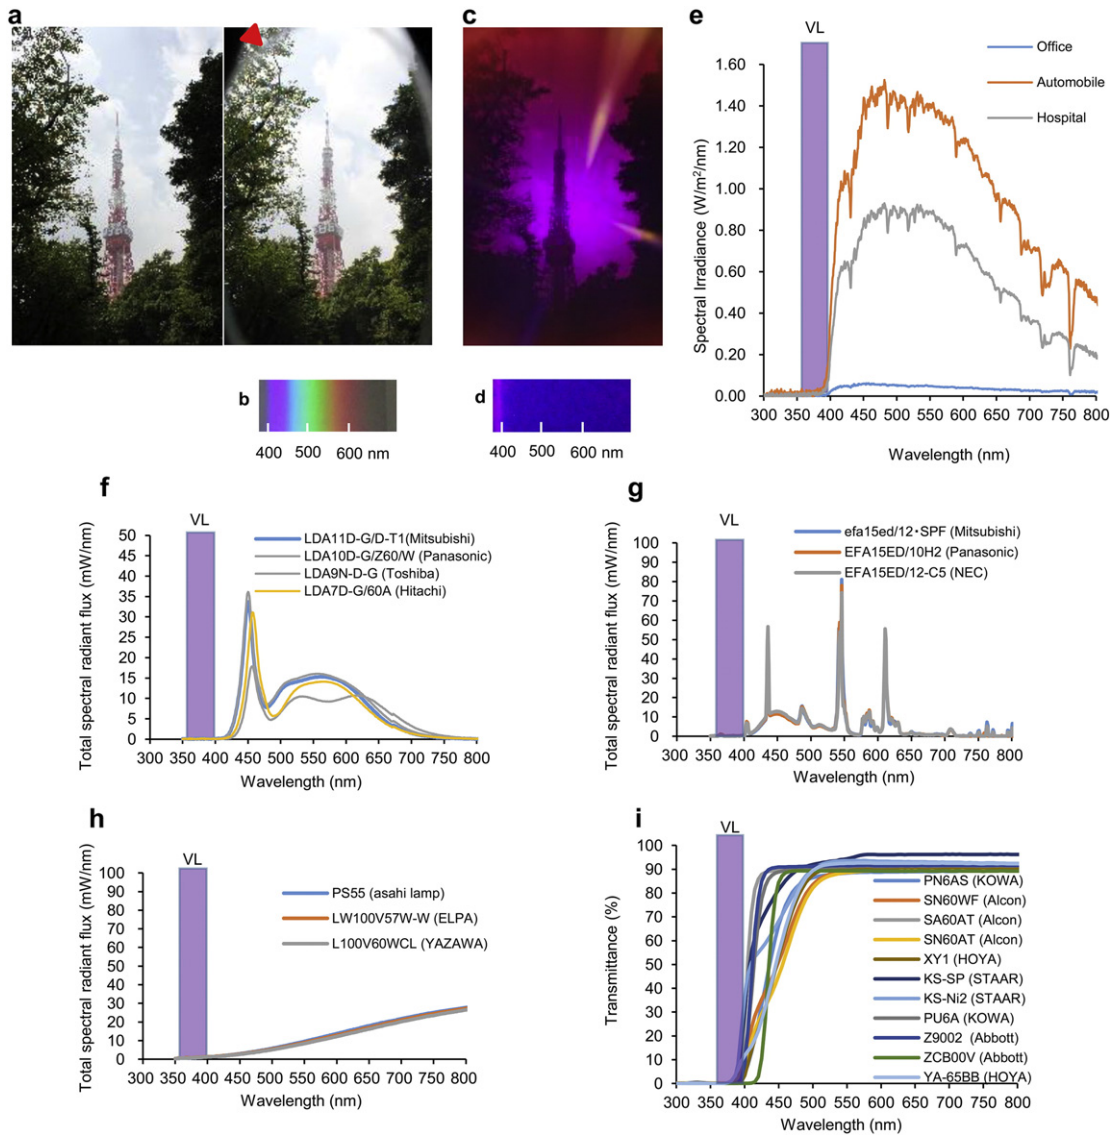 a
c
e
VL
Office
Automobile
Hospital
Spectral Irradiance (W/m²/nm)
1.60
1.40
1.20
1.00
0.80
0.60
0.40
0.20
0.00
300 350 400 450 500 550 600 650 700 750 800
Wavelength (nm)
b
400 500 600 nm
d
400 500 600 nm
f
VL
Total spectral radiant flux (mW/nm)
50
45
40
35
30
25
20
15
10
5
0
LDA11D-G/D-T1(Mitsubishi)
LDA10D-G/Z60/W (Panasonic)
LDA9N-D-G (Toshiba)
LDA7D-G/60A (Hitachi)
300 350 400 450 500 550 600 650 700 750 800
Wavelength (nm)
g
VL
Total spectral radiant flux (mW/nm)
100
90
80
70
60
50
40
30
20
10
0
efa15ed/12・SPF (Mitsubishi)
EFA15ED/10H2 (Panasonic)
EFA15ED/12-C5 (NEC)
300 350 400 450 500 550 600 650 700 750 800
Wavelength (nm)
h
VL
Total spectral radiant flux (mW/nm)
100
90
80
70
60
50
40
30
20
10
0
PS55 (asahi lamp)
LW100V57W-W (ELPA)
L100V60WCL (YAZAWA)
300 350 400 450 500 550 600 650 700 750 800
Wavelength (nm)
i
VL
Transmittance (%)
100
90
80
70
60
50
40
30
20
10
0
PN6AS (KOWA)
SN60WF (Alcon)
SA60AT (Alcon)
SN60AT (Alcon)
XY1 (HOYA)
KS-SP (STAAR)
KS-Ni2 (STAAR)
PU6A (KOWA)
Z9002 (Abbott)
ZCB00V (Abbott)
YA-65BB (HOYA)
300 350 400 450 500 550 600 650 700 750 800
Wavelength (nm)